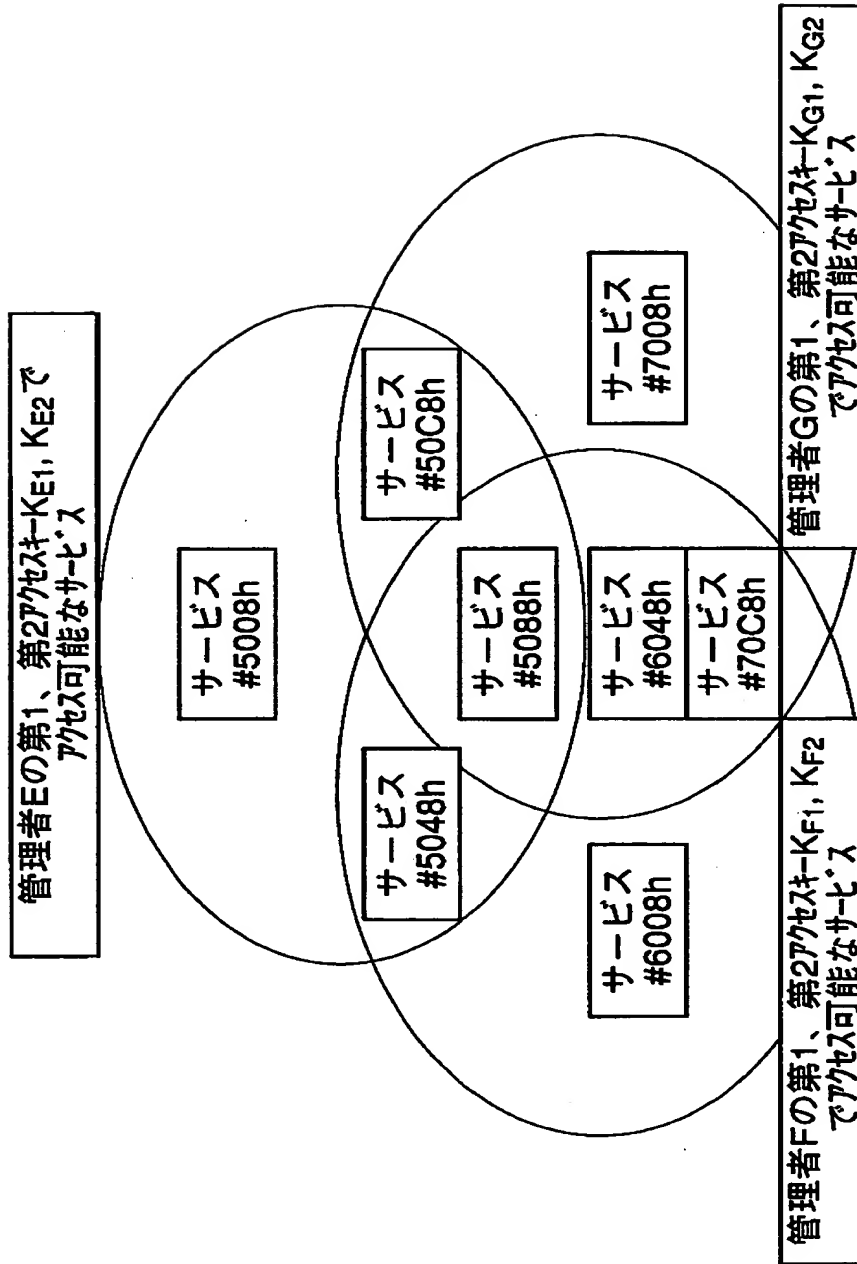 管理者Eの第1、第2アクセスキーKE1, KE2で
アクセス可能なサービス
サービス
#5008h
サービス
#5048h
サービス
#50C8h
サービス
#5088h
サービス
#6008h
サービス
#6048h
サービス
#70C8h
サービス
#7008h
管理者Fの第1、第2アクセスキーKF1, KF2
でアクセス可能なサービス
管理者Gの第1、第2アクセスキーKG1, KG2
でアクセス可能なサービス